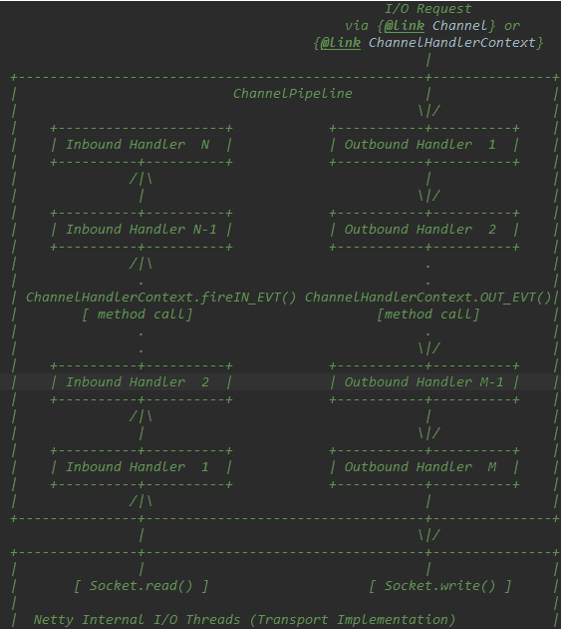 I/O Request
via {@link Channel} or
{@link ChannelHandlerContext}
ChannelPipeline
Inbound Handler N Outbound Handler 1
Inbound Handler N-1 Outbound Handler 2
ChannelHandlerContext.fireIN_EVT() ChannelHandlerContext.OUT_EVT()
[ method call] [method call]
Inbound Handler 2 Outbound Handler M-1
Inbound Handler 1 Outbound Handler M
[ Socket.read() ] [ Socket.write() ]
Netty Internal I/O Threads (Transport Implementation)